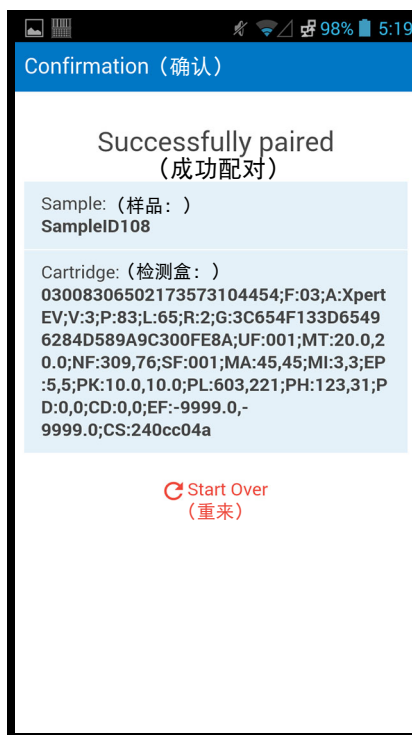 98% 5:19
Confirmation（确认）
Successfully paired
（成功配对）
Sample:（样品：）
SampleID108
Cartridge:（检测盒：）
03008306502173573104454;F:03;A:Xpert
EV;V:3;P:83;L:65;R:2;G:3C654F133D6549
6284D589A9C300FE8A;UF:001;MT:20.0,2
0.0;NF:309,76;SF:001;MA:45,45;MI:3,3;EP
:5,5;PK:10.0,10.0;PL:603,221;PH:123,31;P
D:0,0;CD:0,0;EF:-9999.0,-
9999.0;CS:240cc04a
Start Over
（重来）